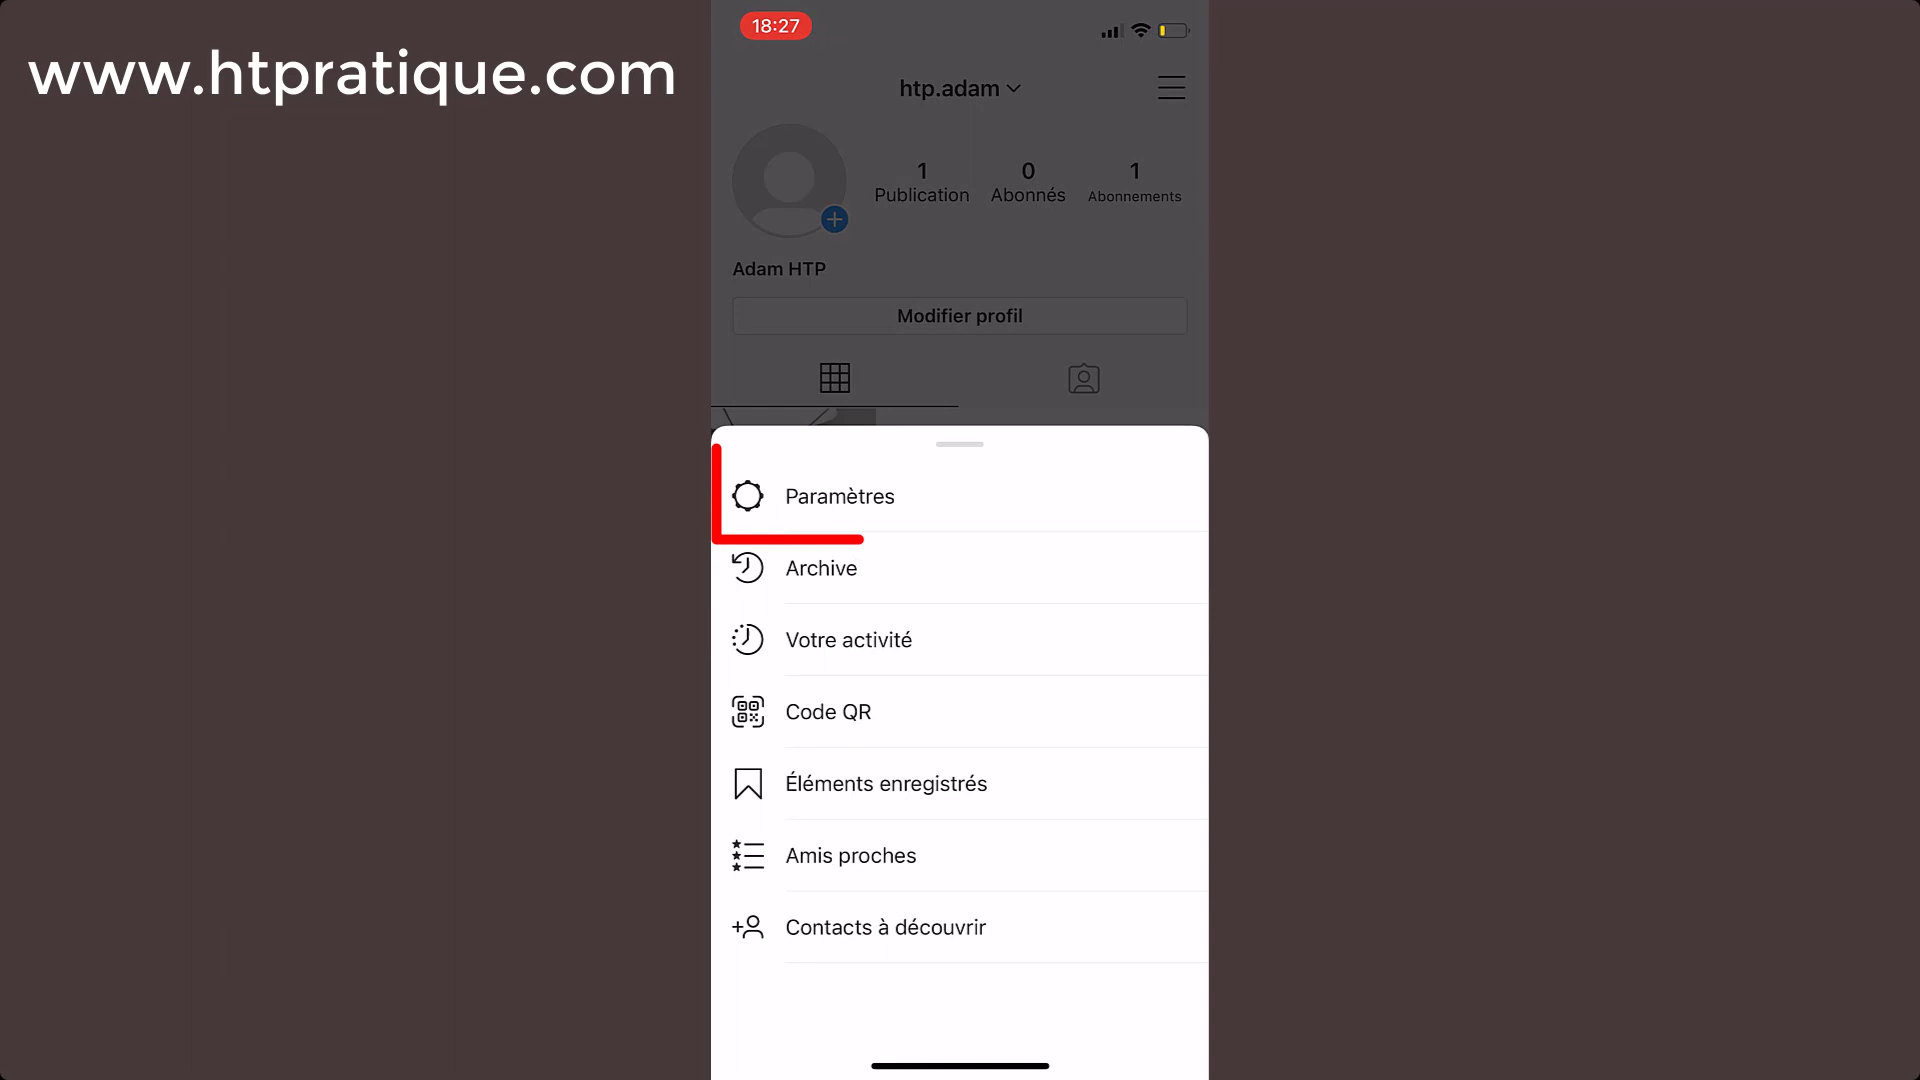 www.htpratique.com
18:27
htp.adam
1 0 1
Publication Abonnés Abonnements
Adam HTP
Modifier profil
Paramètres
Archive
Votre activité
Code QR
Éléments enregistrés
Amis proches
Contacts à découvrir